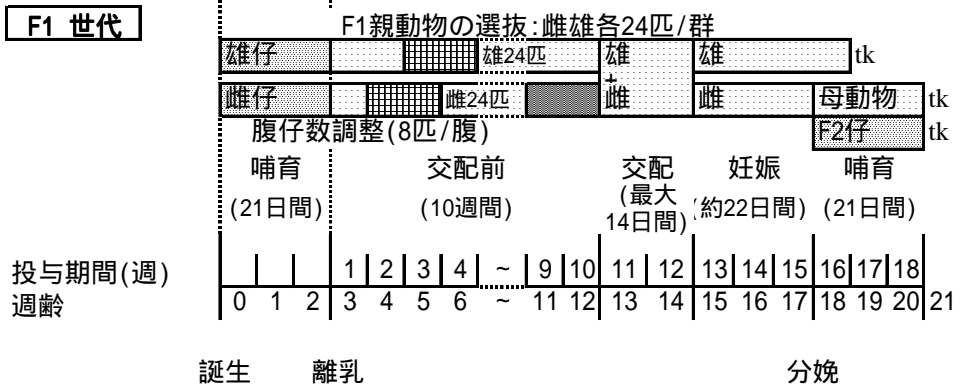 F1 世代
F1親動物の選抜:雌雄各24匹/群
雄仔 雄24匹 雄 雄 tk
+
雌仔 雌24匹 雌 雌 母動物 tk
腹仔数調整(8匹/腹) F2仔 tk
哺育 交配前 交配 妊娠 哺育
(21日間) (10週間) (最大14日間) (約22日間) (21日間)
投与期間(週) 1 2 3 4 ~ 9 10 11 12 13 14 15 16 17 18
週齢 0 1 2 3 4 5 6 ~ 11 12 13 14 15 16 17 18 19 20 21
誕生 離乳 分娩